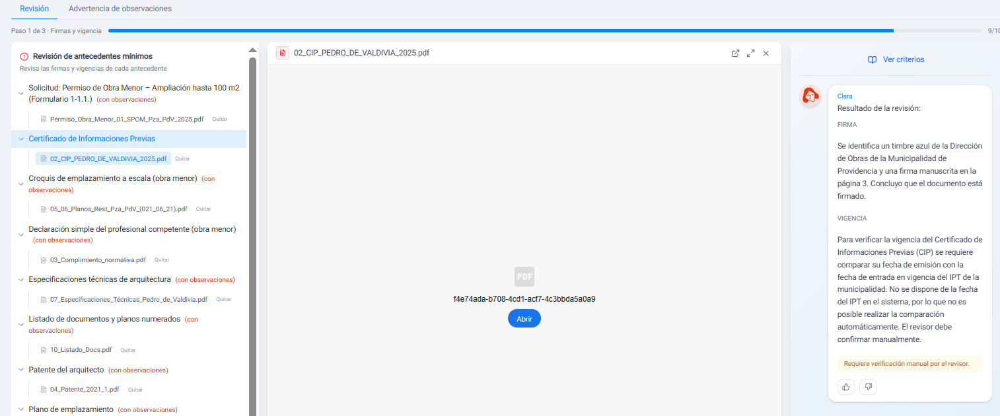 Revisión
Advertencia de observaciones
Paso 1 de 3 · Firmas y vigencia
9/10
Revisión de antecedentes mínimos
Revisa las firmas y vigencias de cada antecedente
Solicitud: Permiso de Obra Menor – Ampliación hasta 100 m2
(Formulario 1-1.1.) (con observaciones)
Permiso_Obra_Menor_01_SPOM_Pza_PdV_2025.pdf Quitar
Certificado de Informaciones Previas
02_CIP_PEDRO_DE_VALDIVIA_2025.pdf Quitar
Croquis de emplazamiento a escala (obra menor) (con
observaciones)
05_06_Planos_Rest_Pza_PdV_(021_06_21).pdf Quitar
Declaración simple del profesional competente (obra menor)
(con observaciones)
03_Complimiento_normativa.pdf Quitar
Especificaciones técnicas de arquitectura (con observaciones)
07_Especificaciones_Técnicas_Pedro_de_Valdivia.pdf Quitar
Listado de documentos y planos numerados (con
observaciones)
10_Listado_Docs.pdf Quitar
Patente del arquitecto (con observaciones)
04_Patente_2021_1.pdf Quitar
Plano de emplazamiento (con observaciones)
02_CIP_PEDRO_DE_VALDIVIA_2025.pdf
PDF
f4e74ada-b708-4cd1-acf7-4c3bbda5a0a9
Abrir
Ver criterios
Clara
Resultado de la revisión:
FIRMA
Se identifica un timbre azul de la Dirección
de Obras de la Municipalidad de
Providencia y una firma manuscrita en la
página 3. Concluyo que el documento está
firmado.
VIGENCIA
Para verificar la vigencia del Certificado de
Informaciones Previas (CIP) se requiere
comparar su fecha de emisión con la
fecha de entrada en vigencia del IPT de la
municipalidad. No se dispone de la fecha
del IPT en el sistema, por lo que no es
posible realizar la comparación
automáticamente. El revisor debe
confirmar manualmente.
Requiere verificación manual por el revisor.